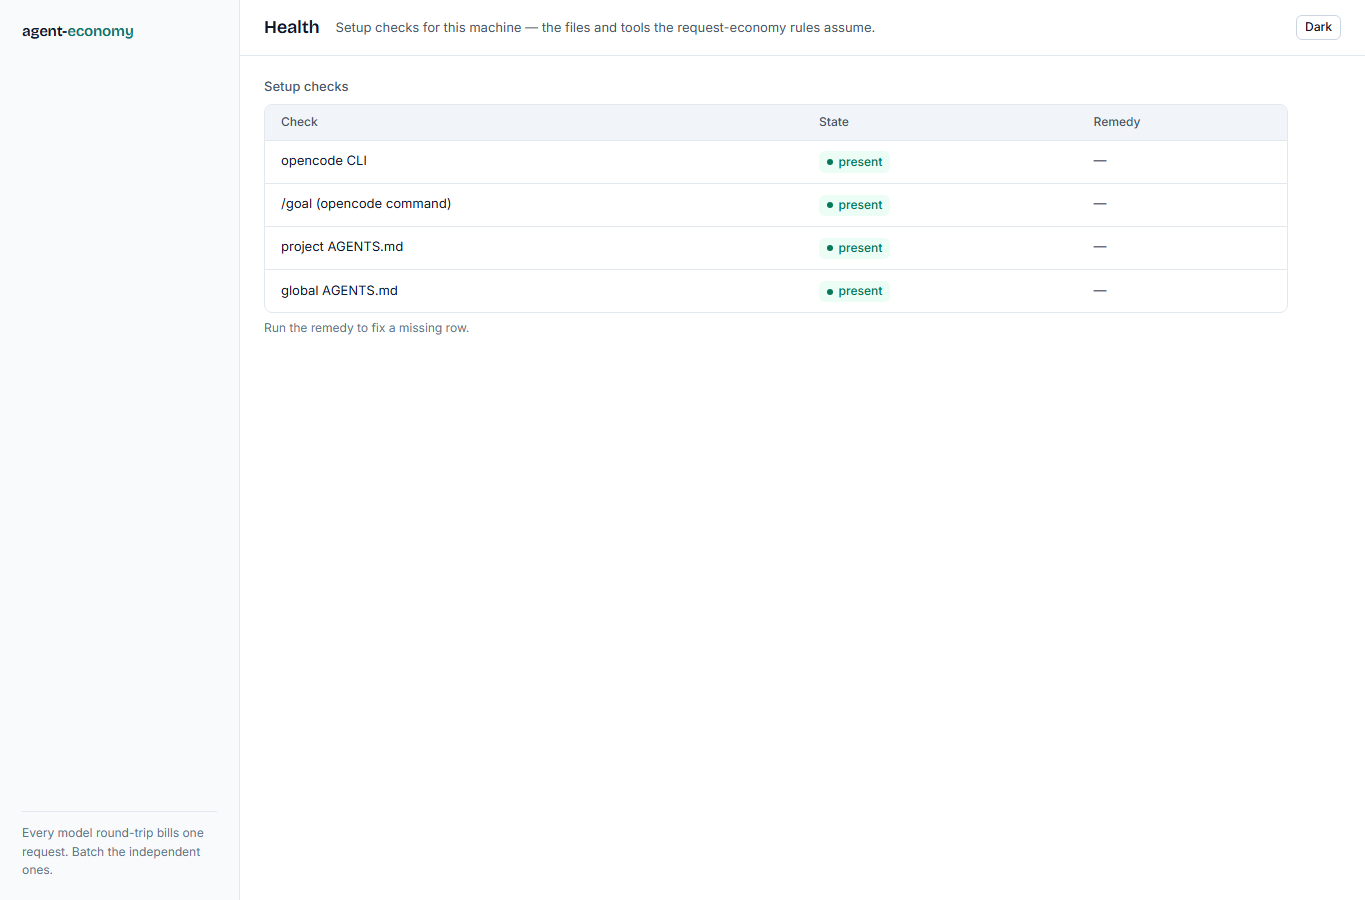 agent-economy
Health
Setup checks for this machine — the files and tools the request-economy rules assume.
Dark
Setup checks
Check State Remedy
opencode CLI present —
/goal (opencode command) present —
project AGENTS.md present —
global AGENTS.md present —
Run the remedy to fix a missing row.
Every model round-trip bills one
request. Batch the independent
ones.